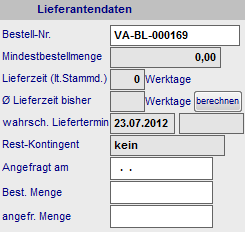 Lieferantendaten
Bestell-Nr. VA-BL-000169
Mindestbestellmenge 0,00
Lieferzeit (lt.Stammd.) 0 Werktage
Ø Lieferzeit bisher Werktage berechnen
wahrsch. Liefertermin 23.07.2012
Rest-Kontingent kein
Angefragt am . .
Best. Menge
angefr. Menge